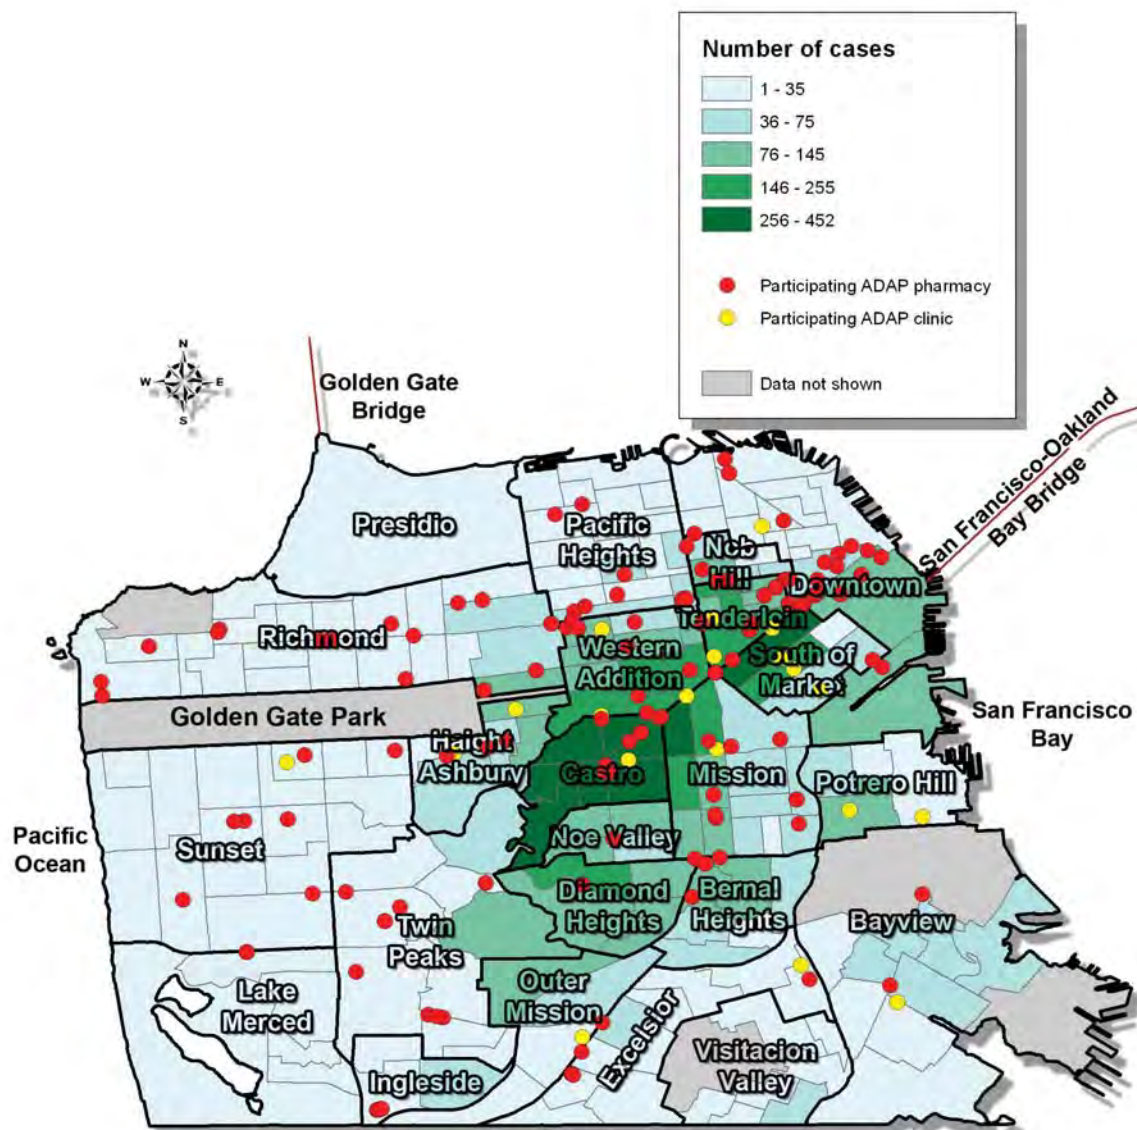 Number of cases
1 - 35
36 - 75
76 - 145
146 - 255
256 - 452
Participating ADAP pharmacy
Participating ADAP clinic
Data not shown
N
W E
S
Golden Gate
Bridge
San Francisco-Oakland
Bay Bridge
Presidio
Pacific
Heights
Nob
Hill
Downtown
Tenderloin
Richmond
Western
Addition
South of
Market
Golden Gate Park
San Francisco
Bay
Haight
Ashbury
Castro
Mission
Potrero Hill
Pacific
Ocean
Sunset
Noe Valley
Diamond
Heights
Bernal
Heights
Bayview
Twin
Peaks
Outer
Mission
Lake
Merced
Excelsior
Visitacion
Valley
Ingleside